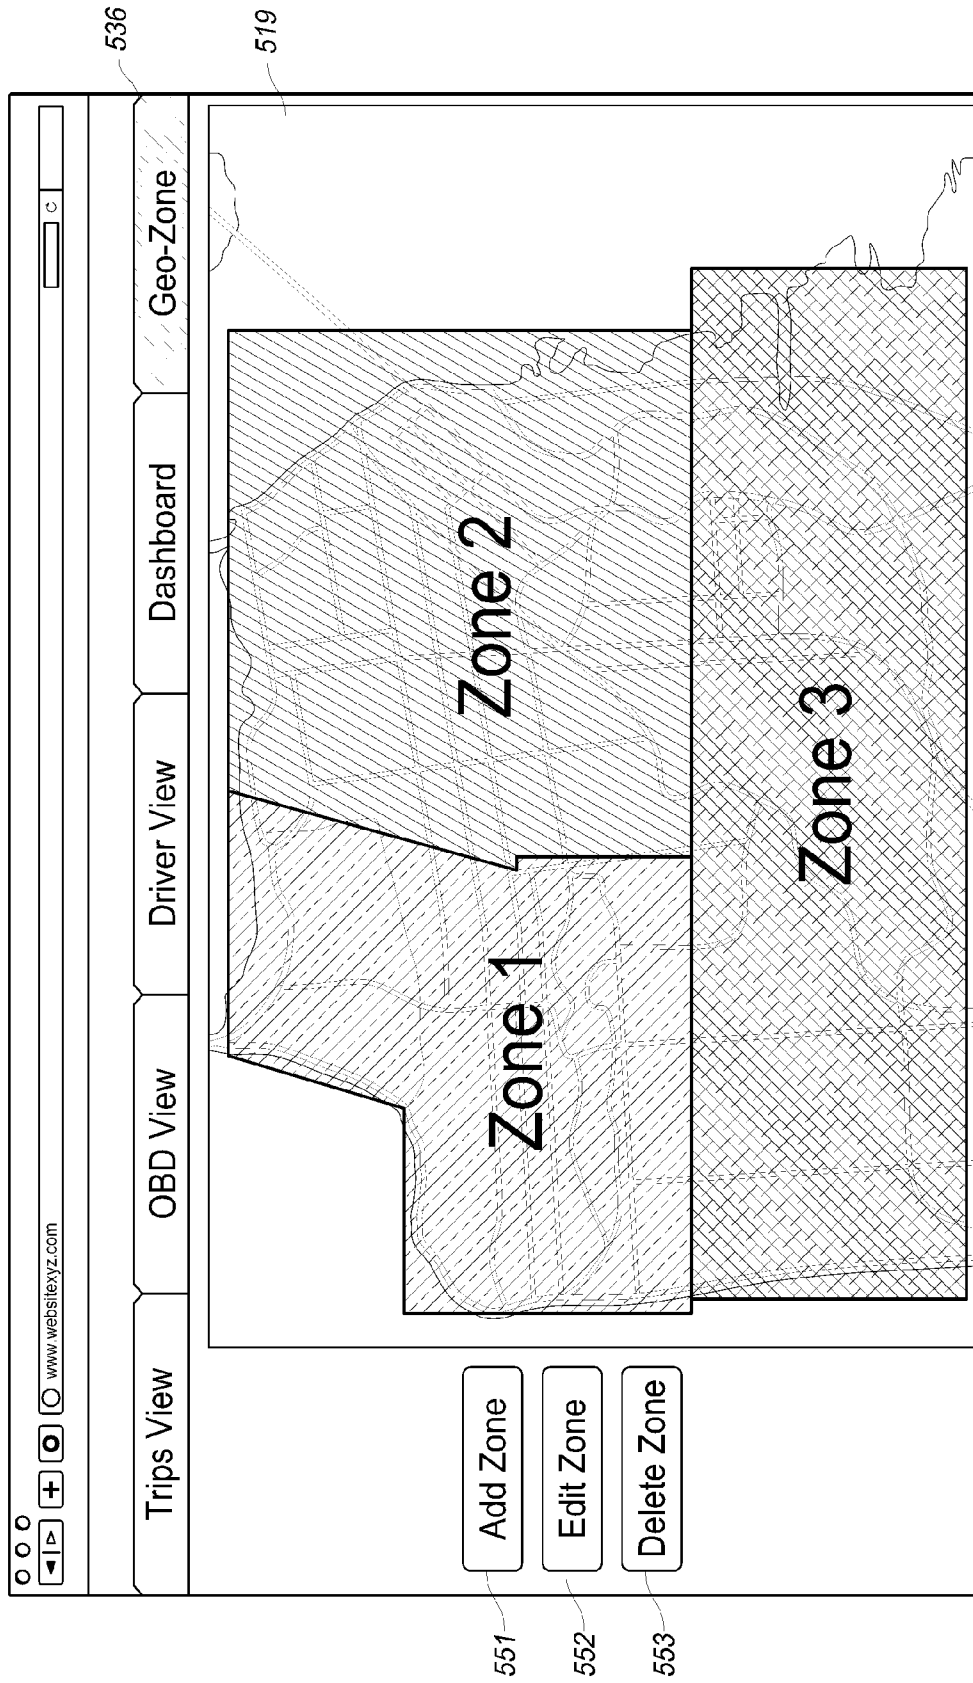 www.websitexyz.com
Trips View
OBD View
Driver View
Dashboard
Geo-Zone
536
519
Zone 1
Zone 2
Zone 3
551
Add Zone
552
Edit Zone
553
Delete Zone